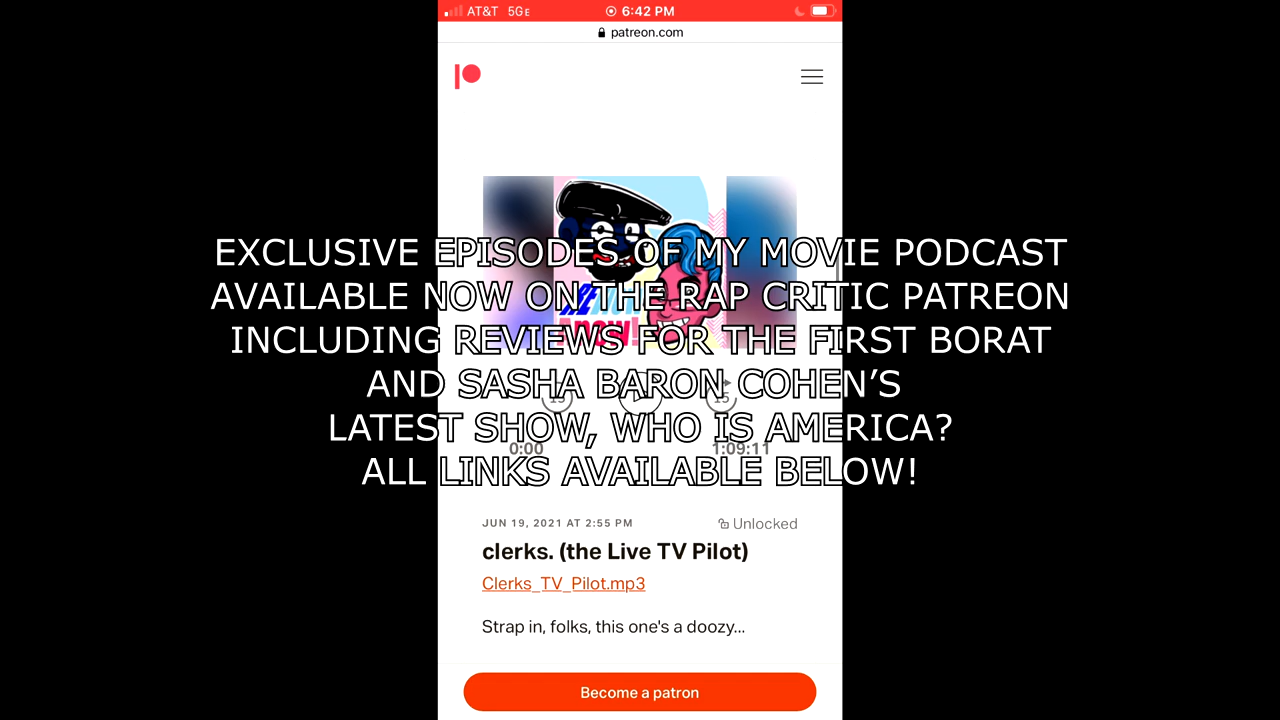 AT&T 5GE 6:42 PM
patreon.com
EXCLUSIVE EPISODES OF MY MOVIE PODCAST
AVAILABLE NOW ON THE RAP CRITIC PATREON
INCLUDING REVIEWS FOR THE FIRST BORAT
AND SASHA BARON COHEN’S
15 15
LATEST SHOW, WHO IS AMERICA?
0:00 1:09:11
ALL LINKS AVAILABLE BELOW!
JUN 19, 2021 AT 2:55 PM Unlocked
clerks. (the Live TV Pilot)
Clerks_TV_Pilot.mp3
Strap in, folks, this one's a doozy...
Become a patron